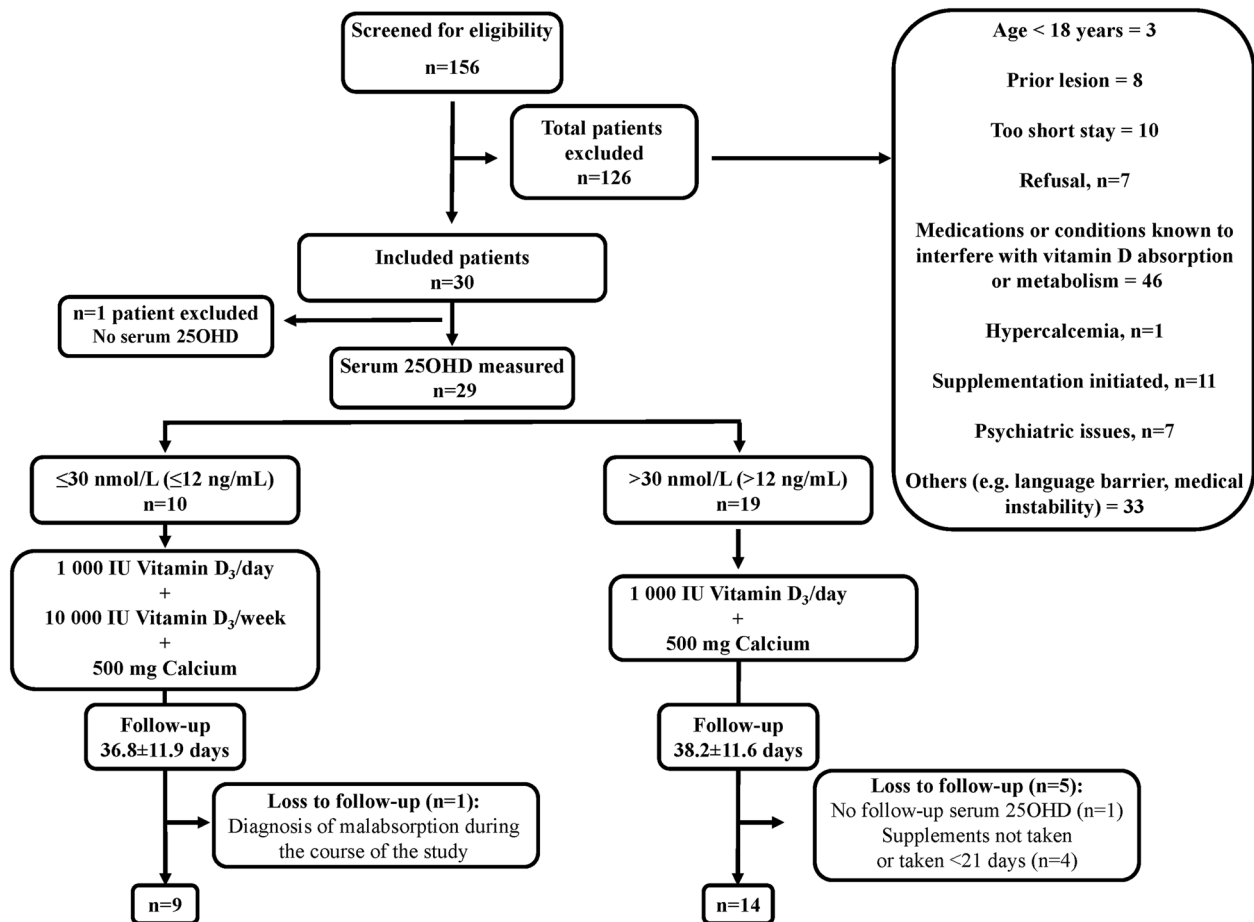 Screened for eligibility
n=156
Total patients
excluded
n=126
Age < 18 years = 3
Prior lesion = 8
Too short stay = 10
Refusal, n=7
Medications or conditions known to
interfere with vitamin D absorption
or metabolism = 46
Hypercalcemia, n=1
Supplementation initiated, n=11
Psychiatric issues, n=7
Others (e.g. language barrier, medical
instability) = 33
Included patients
n=30
n=1 patient excluded
No serum 25OHD
Serum 25OHD measured
n=29
≤30 nmol/L (≤12 ng/mL)
n=10
>30 nmol/L (>12 ng/mL)
n=19
1 000 IU Vitamin D₃/day
+
10 000 IU Vitamin D₃/week
+
500 mg Calcium
1 000 IU Vitamin D₃/day
+
500 mg Calcium
Follow-up
36.8±11.9 days
Follow-up
38.2±11.6 days
Loss to follow-up (n=1):
Diagnosis of malabsorption during
the course of the study
Loss to follow-up (n=5):
No follow-up serum 25OHD (n=1)
Supplements not taken
or taken <21 days (n=4)
n=9
n=14